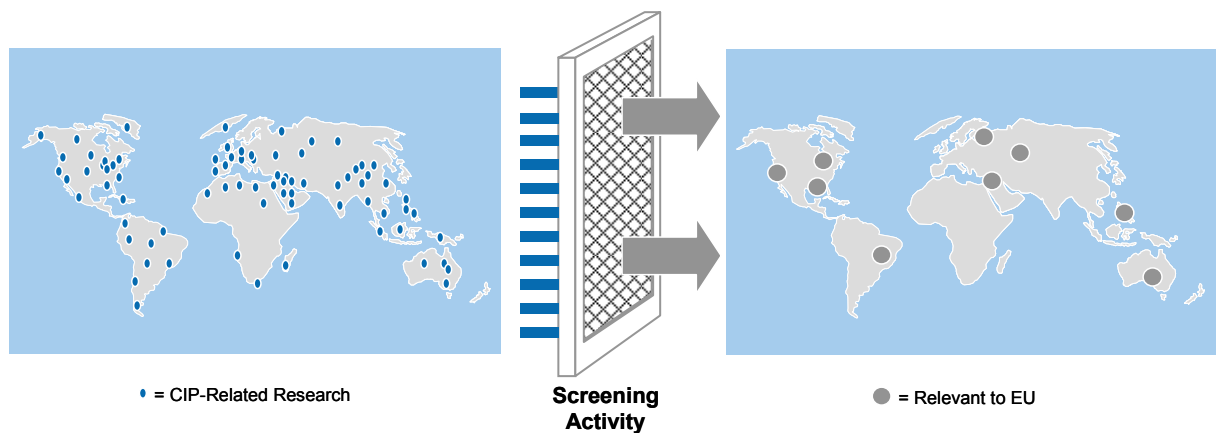 = CIP-Related Research
Screening
Activity
= Relevant to EU